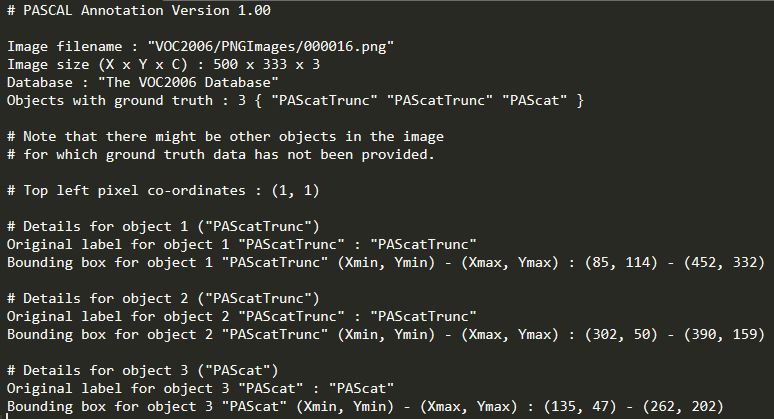 # PASCAL Annotation Version 1.00
Image filename : "VOC2006/PNGImages/000016.png"
Image size (X x Y x C) : 500 x 333 x 3
Database : "The VOC2006 Database"
Objects with ground truth : 3 { "PAScatTrunc" "PAScatTrunc" "PAScat" }
# Note that there might be other objects in the image
# for which ground truth data has not been provided.
# Top left pixel co-ordinates : (1, 1)
# Details for object 1 ("PAScatTrunc")
Original label for object 1 "PAScatTrunc" : "PAScatTrunc"
Bounding box for object 1 "PAScatTrunc" (Xmin, Ymin) - (Xmax, Ymax) : (85, 114) - (452, 332)
# Details for object 2 ("PAScatTrunc")
Original label for object 2 "PAScatTrunc" : "PAScatTrunc"
Bounding box for object 2 "PAScatTrunc" (Xmin, Ymin) - (Xmax, Ymax) : (302, 50) - (390, 159)
# Details for object 3 ("PAScat")
Original label for object 3 "PAScat" : "PAScat"
Bounding box for object 3 "PAScat" (Xmin, Ymin) - (Xmax, Ymax) : (135, 47) - (262, 202)